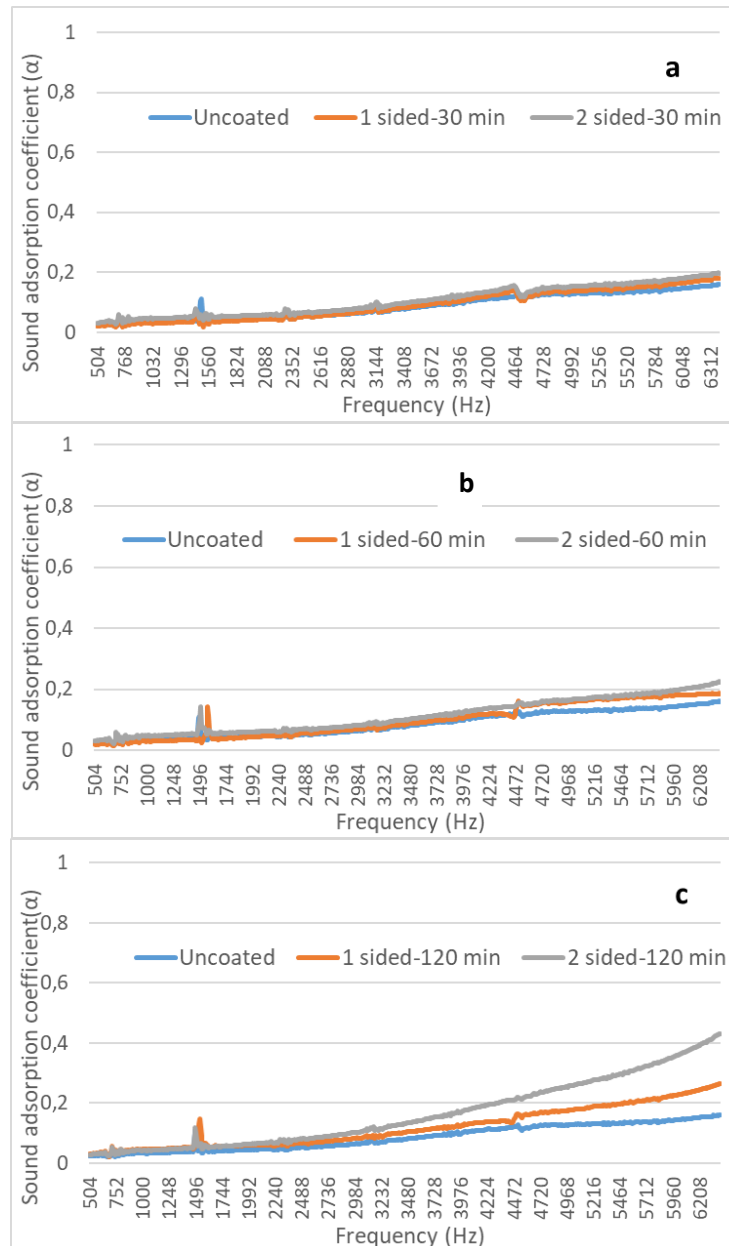 a
Uncoated 1 sided-30 min 2 sided-30 min
Sound adsorption coefficient (α)
1
0,8
0,6
0,4
0,2
0
504 768 1032 1296 1560 1824 2088 2352 2616 2880 3144 3408 3672 3936 4200 4464 4728 4992 5256 5520 5784 6048 6312
Frequency (Hz)
b
Uncoated 1 sided-60 min 2 sided-60 min
Sound adsorption coefficient (α)
1
0,8
0,6
0,4
0,2
0
504 752 1000 1248 1496 1744 1992 2240 2488 2736 2984 3232 3480 3728 3976 4224 4472 4720 4968 5216 5464 5712 5960 6208
Frequency (Hz)
c
Uncoated 1 sided-120 min 2 sided-120 min
Sound adsorption coefficient(α)
1
0,8
0,6
0,4
0,2
0
504 752 1000 1248 1496 1744 1992 2240 2488 2736 2984 3232 3480 3728 3976 4224 4472 4720 4968 5216 5464 5712 5960 6208
Frequency (Hz)